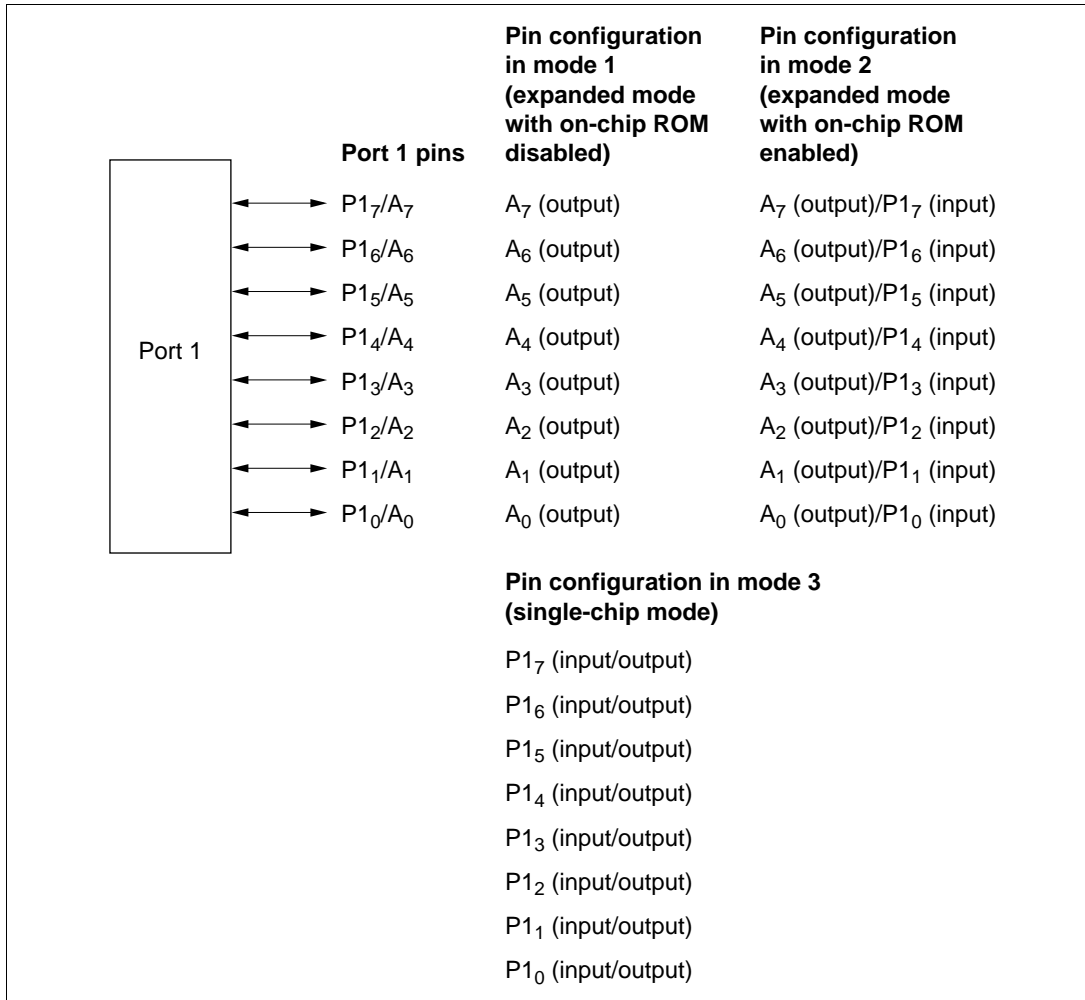 Pin configuration in mode 1 (expanded mode with on-chip ROM disabled)
Pin configuration in mode 2 (expanded mode with on-chip ROM enabled)
Port 1 pins
Port 1
P1₇/A₇ A₇ (output) A₇ (output)/P1₇ (input)
P1₆/A₆ A₆ (output) A₆ (output)/P1₆ (input)
P1₅/A₅ A₅ (output) A₅ (output)/P1₅ (input)
P1₄/A₄ A₄ (output) A₄ (output)/P1₄ (input)
P1₃/A₃ A₃ (output) A₃ (output)/P1₃ (input)
P1₂/A₂ A₂ (output) A₂ (output)/P1₂ (input)
P1₁/A₁ A₁ (output) A₁ (output)/P1₁ (input)
P1₀/A₀ A₀ (output) A₀ (output)/P1₀ (input)
Pin configuration in mode 3
(single-chip mode)
P1₇ (input/output)
P1₆ (input/output)
P1₅ (input/output)
P1₄ (input/output)
P1₃ (input/output)
P1₂ (input/output)
P1₁ (input/output)
P1₀ (input/output)